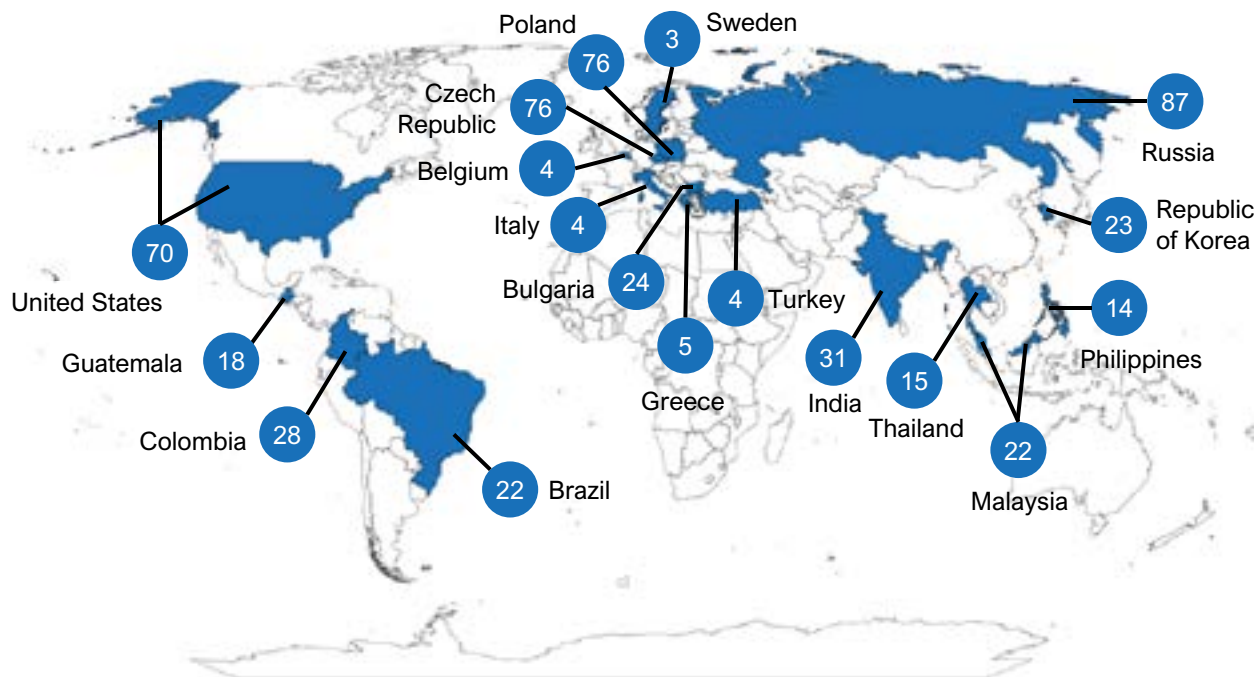 Poland
Sweden
76
3
Czech
Republic
76
87
Russia
Belgium
4
Italy
4
Republic
of Korea
23
70
United States
Bulgaria
24
4
Turkey
14
Philippines
Guatemala
18
5
Greece
31
India
15
Thailand
Colombia
28
22
Malaysia
22
Brazil